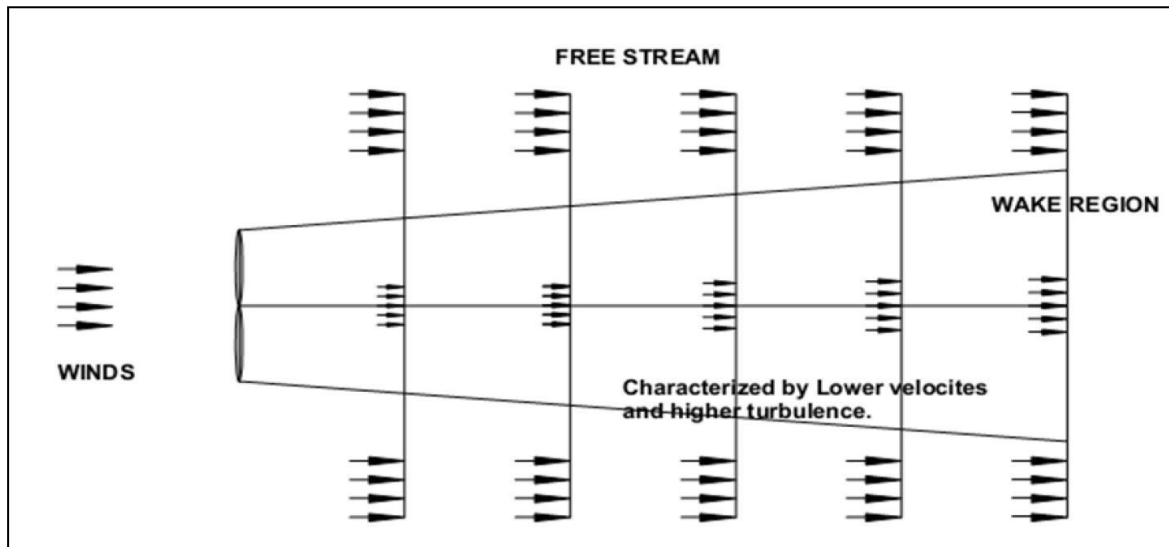 FREE STREAM
WAKE REGION
WINDS
Characterized by Lower velocites
and higher turbulence.